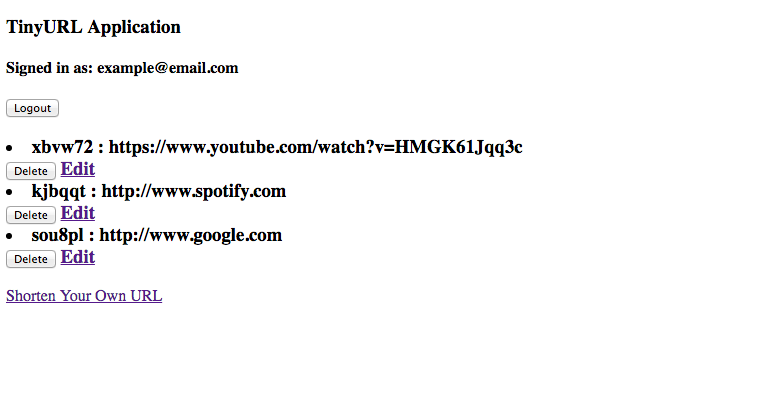 TinyURL Application
Signed in as: example@email.com
Logout
xbvw72 : https://www.youtube.com/watch?v=HMGK61Jqq3c
Delete Edit
kjbqqt : http://www.spotify.com
Delete Edit
sou8pl : http://www.google.com
Delete Edit
Shorten Your Own URL